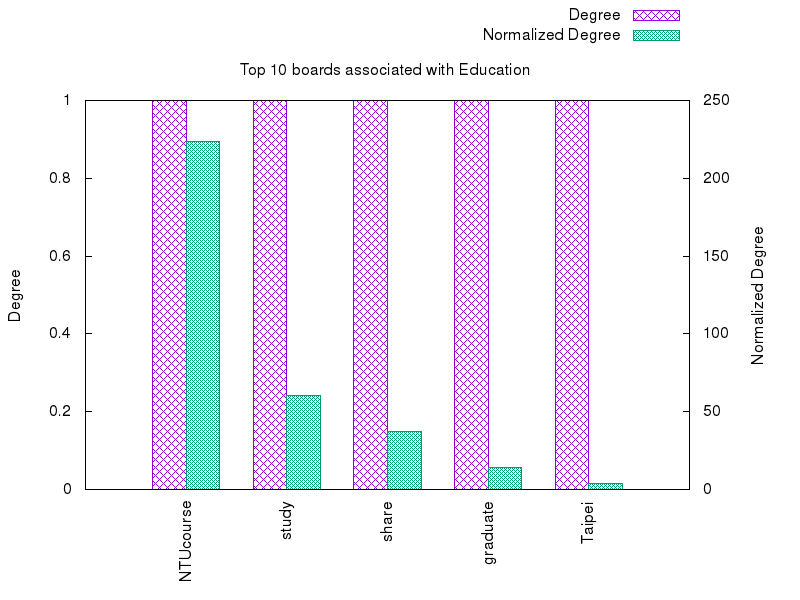 Degree
Normalized Degree
Top 10 boards associated with Education
1
0.8
0.6
0.4
0.2
0
250
200
150
100
50
0
Degree
Normalized Degree
NTUcourse
study
share
graduate
Taipei